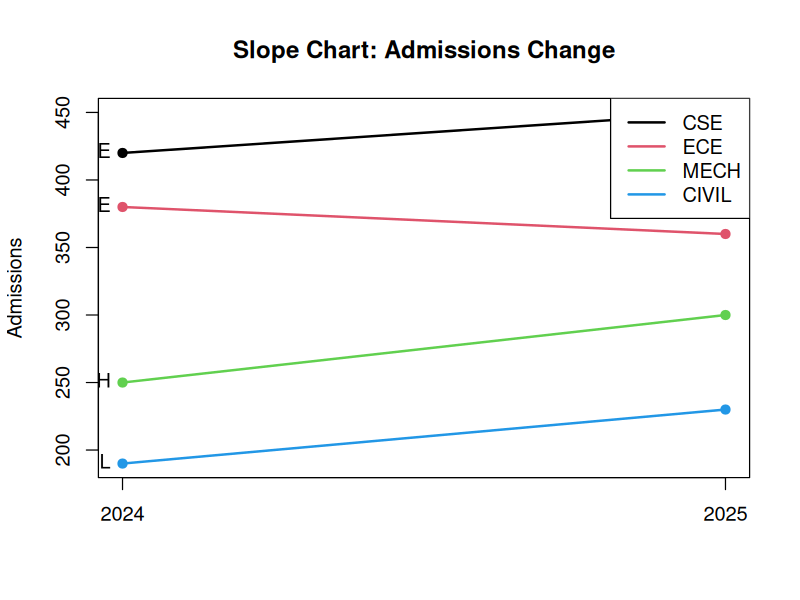 Slope Chart: Admissions Change
Admissions
450
400
350
300
250
200
E
E
H
L
CSE
ECE
MECH
CIVIL
2024
2025